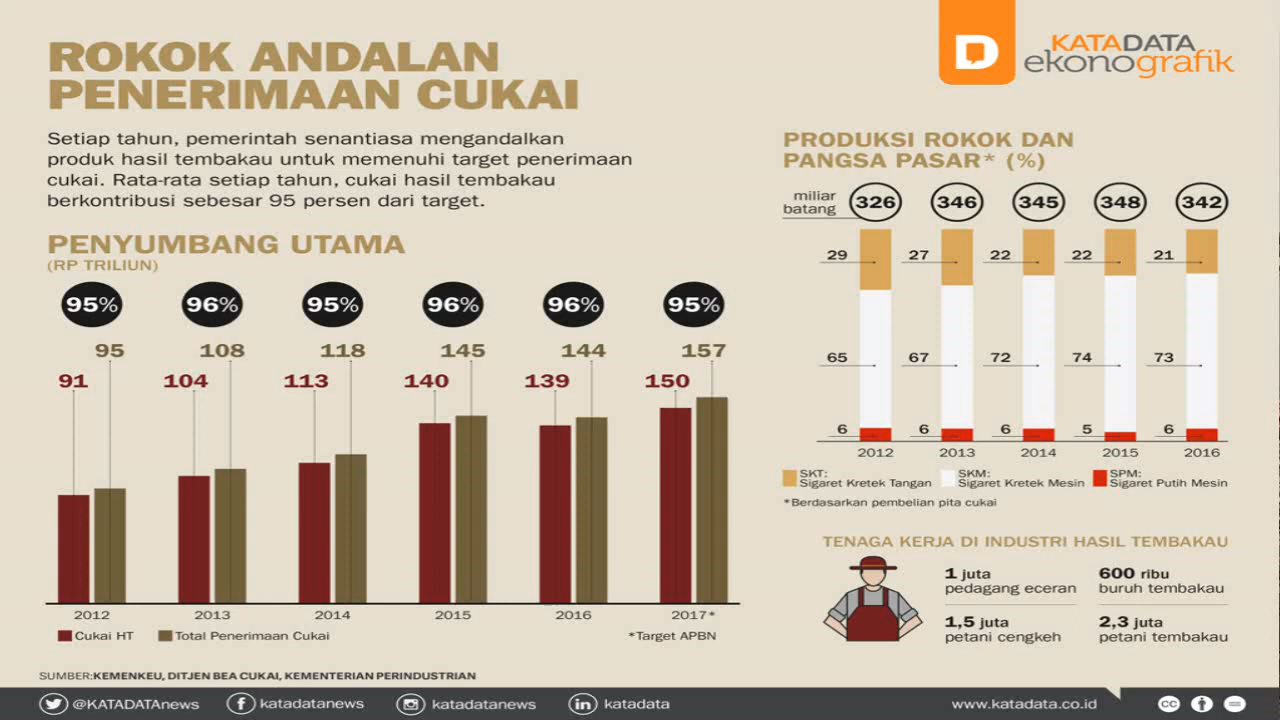 ROKOK ANDALAN
PENERIMAAN CUKAI
Setiap tahun, pemerintah senantiasa mengandalkan
produk hasil tembakau untuk memenuhi target penerimaan
cukai. Rata-rata setiap tahun, cukai hasil tembakau
berkontribusi sebesar 95 persen dari target.
PENYUMBANG UTAMA
(RP TRILIUN)
95% 96% 95% 96% 96% 95%
95 108 118 145 144 157
91 104 113 140 139 150
2012 2013 2014 2015 2016 2017*
Cukai HT Total Penerimaan Cukai *Target APBN
D KATADATA
ekonografik
PRODUKSI ROKOK DAN
PANGSA PASAR* (%)
miliar
batang
326 346 345 348 342
29 27 22 22 21
65 67 72 74 73
6 6 6 5 6
2012 2013 2014 2015 2016
SKT:
Sigaret Kretek Tangan
SKM:
Sigaret Kretek Mesin
SPM:
Sigaret Putih Mesin
*Berdasarkan pembelian pita cukai
TENAGA KERJA DI INDUSTRI HASIL TEMBAKAU
1 juta
pedagang eceran
600 ribu
buruh tembakau
1,5 juta
petani cengkeh
2,3 juta
petani tembakau
SUMBER:KEMENKEU, DITJEN BEA CUKAI, KEMENTERIAN PERINDUSTRIAN
@KATADATAnews katadatanews katadatanews katadata www.katadata.co.id